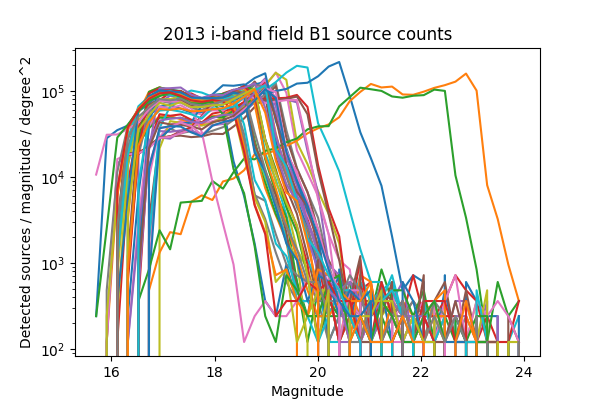 2013 i-band field B1 source counts
Detected sources / magnitude / degree^2
10^5
10^4
10^3
10^2
16 18 20 22 24
Magnitude